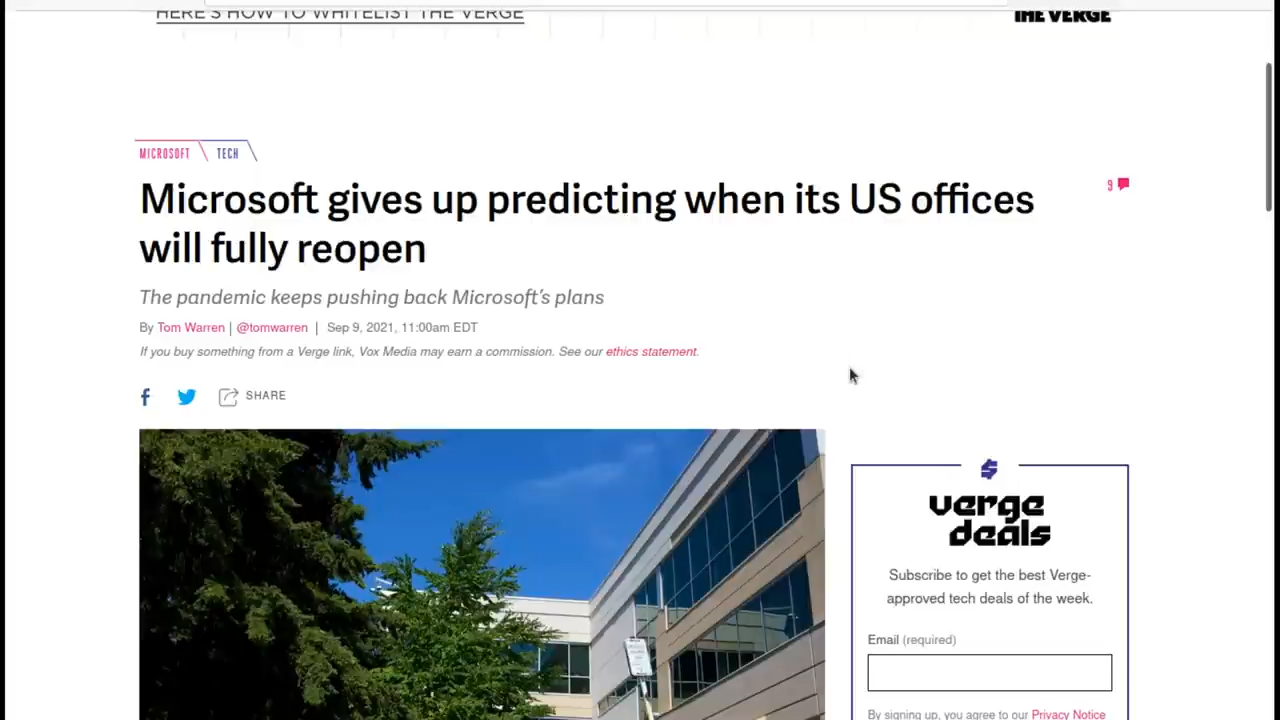 HERE'S HOW TO WHITELIST THE VERGE
THE VERGE
MICROSOFT
TECH
Microsoft gives up predicting when its US offices
will fully reopen
9
The pandemic keeps pushing back Microsoft's plans
By Tom Warren | @tomwarren | Sep 9, 2021, 11:00am EDT
If you buy something from a Verge link, Vox Media may earn a commission. See our ethics statement.
SHARE
verge
deals
Subscribe to get the best Verge-
approved tech deals of the week.
Email (required)
By signing up, you agree to our Privacy Notice